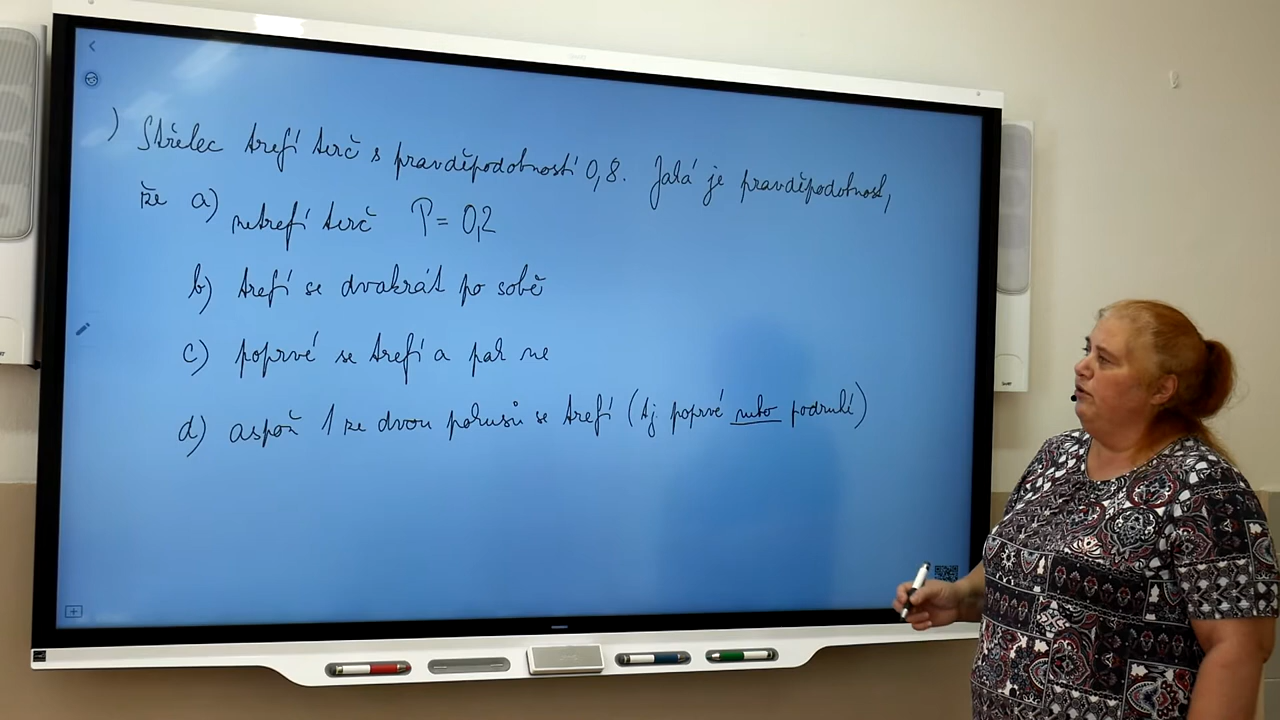 ) Střelec trefí terč s pravděpodobností 0,8. Jaká je pravděpodobnost,
že a) netrefí terč P = 0,2
b) trefí se dvakrát po sobě
c) poprvé se trefí a pak ne
d) aspoň 1 ze dvou pokusů se trefí (tj poprvé nebo podruhé)